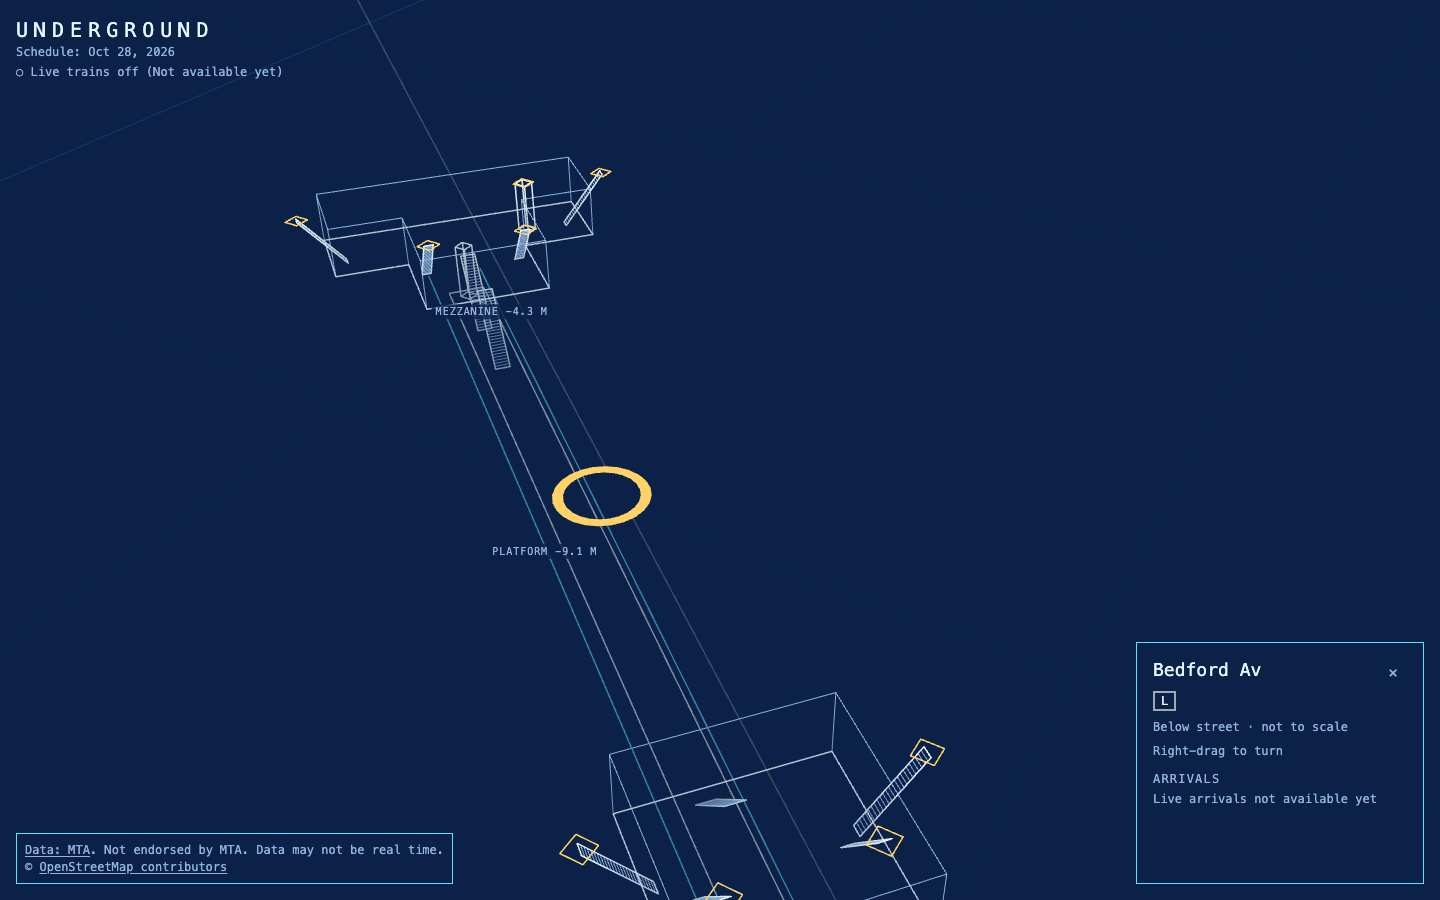 UNDERGROUND
Schedule: Oct 28, 2026
○ Live trains off (Not available yet)
MEZZANINE −4.3 M
PLATFORM −9.1 M
Bedford Av
×
L
Below street · not to scale
Right-drag to turn
ARRIVALS
Live arrivals not available yet
Data: MTA. Not endorsed by MTA. Data may not be real time.
© OpenStreetMap contributors